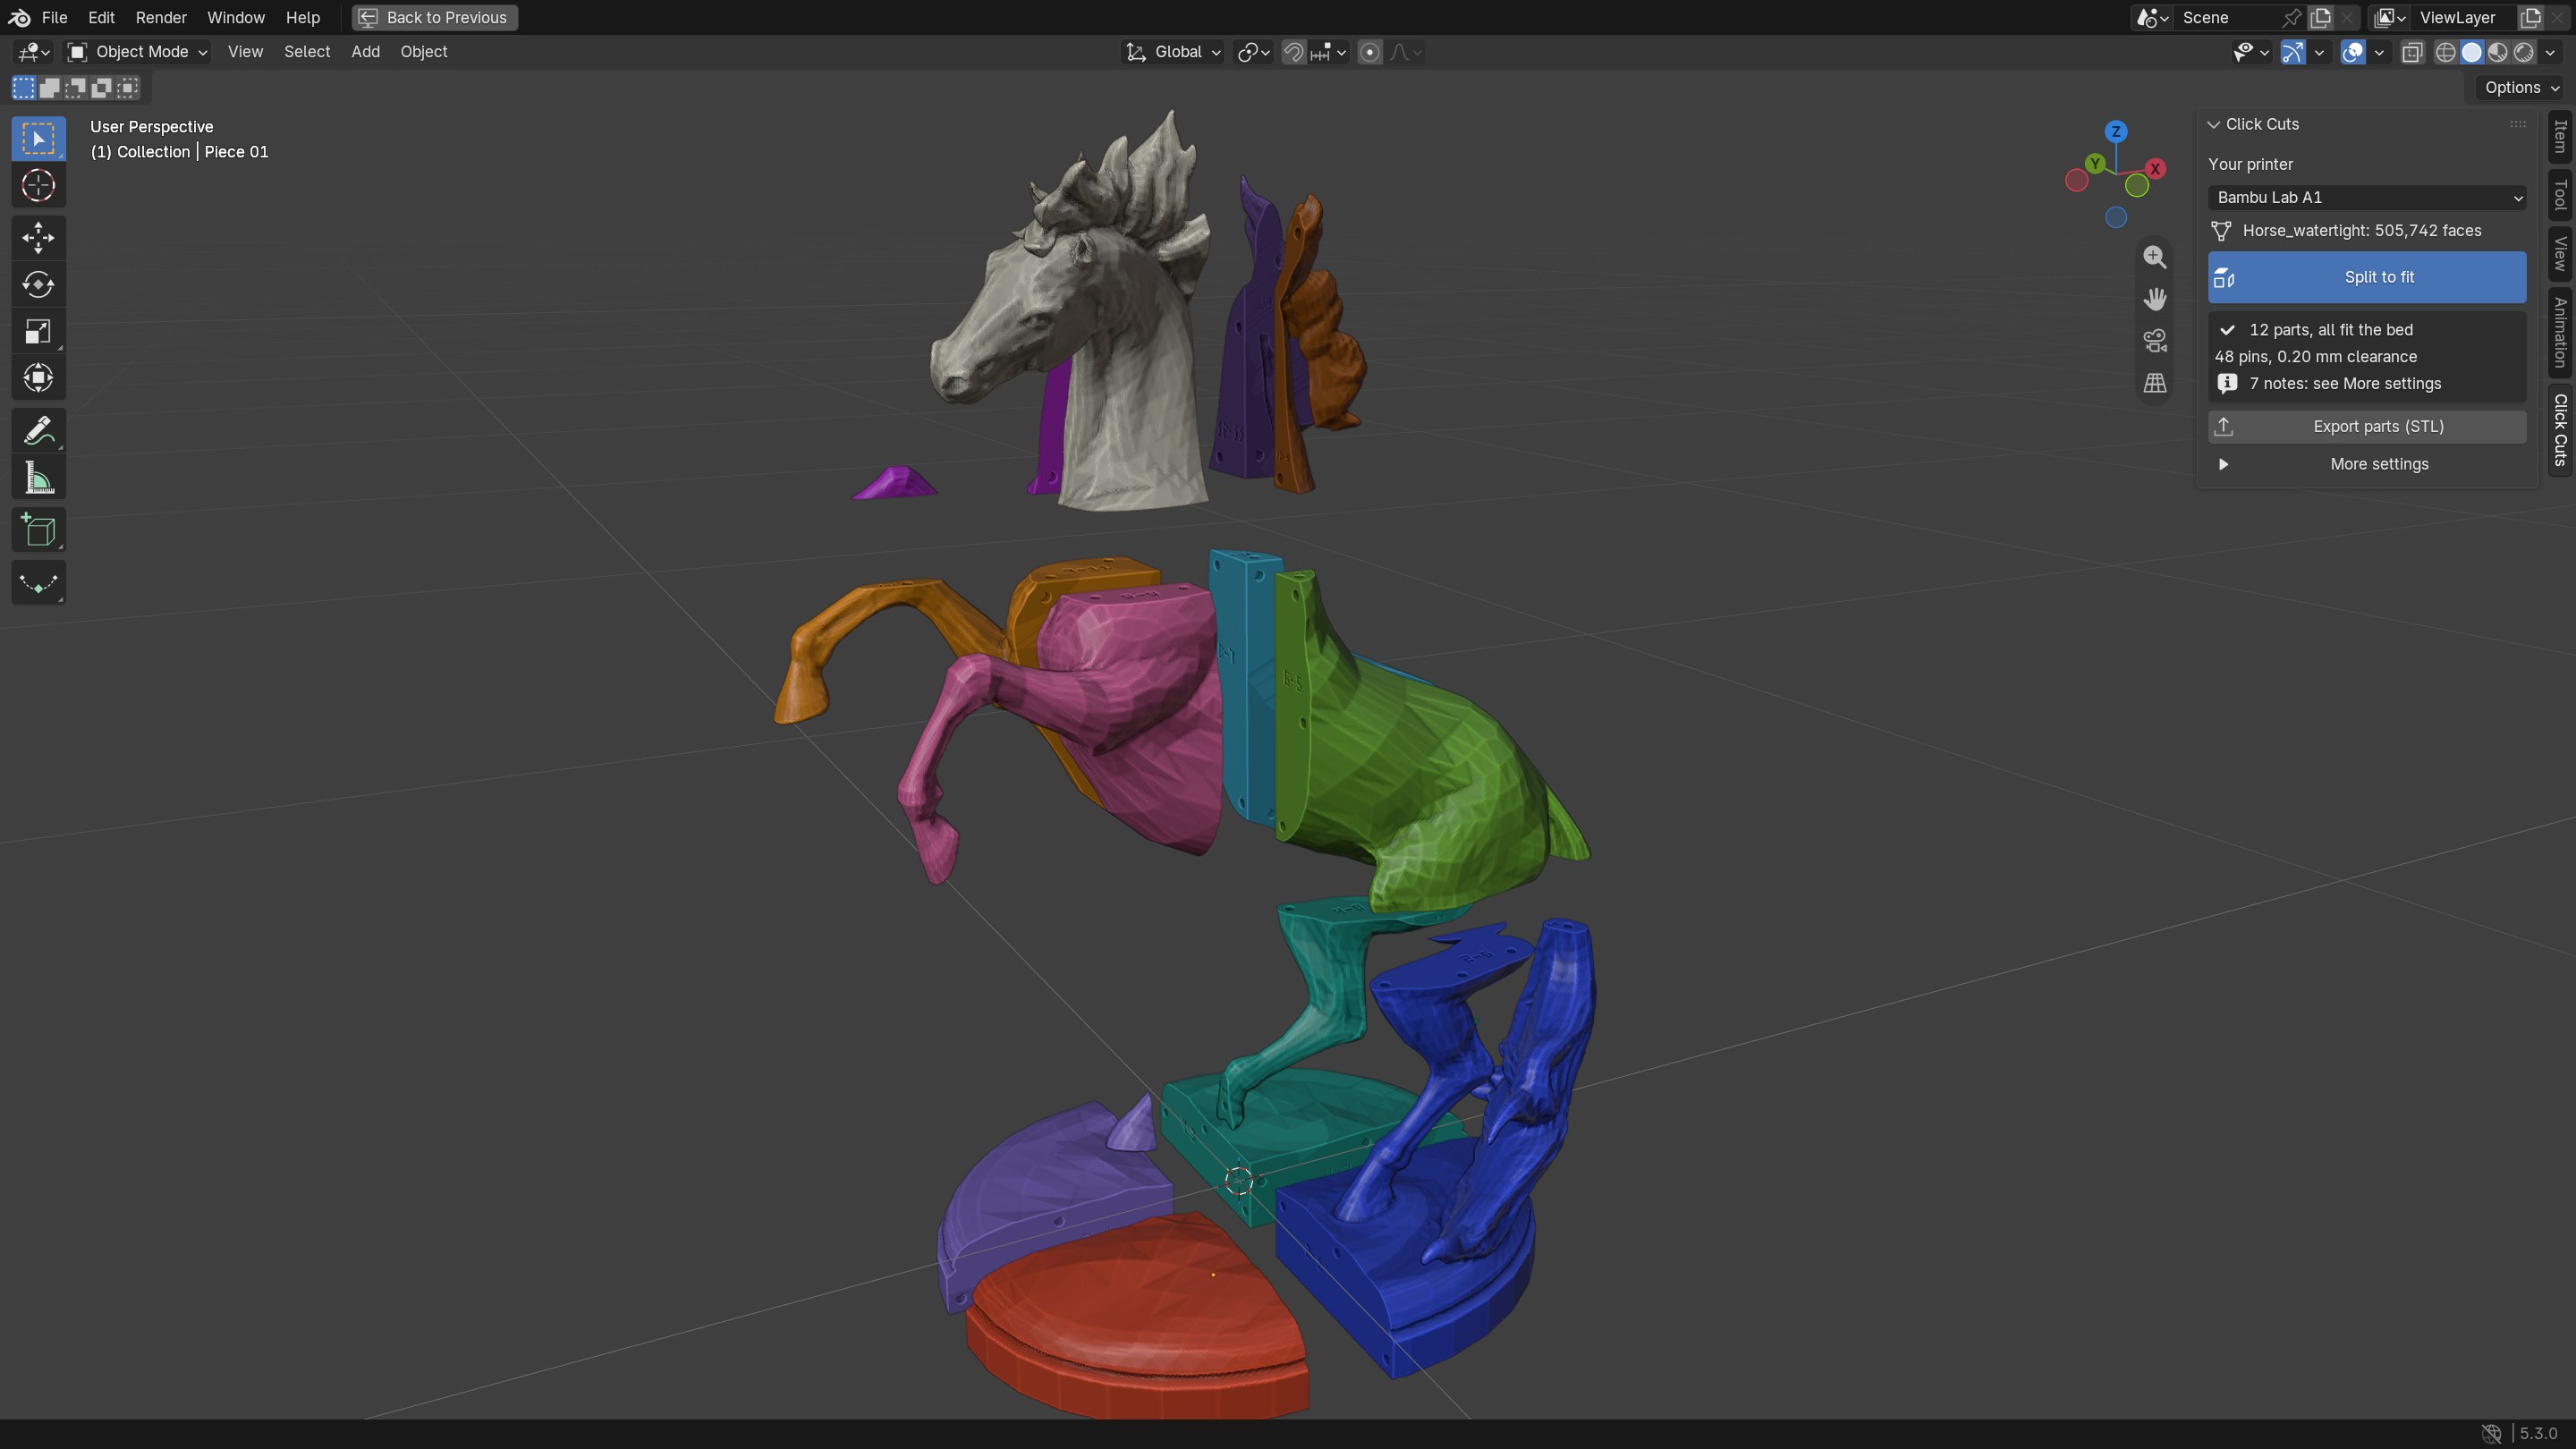 File Edit Render Window Help Back to Previous Scene ViewLayer
Object Mode View Select Add Object Global
Options
User Perspective
(1) Collection | Piece 01
Z
Y
X
Click Cuts
Your printer
Bambu Lab A1
Horse_watertight: 505,742 faces
Split to fit
12 parts, all fit the bed
48 pins, 0.20 mm clearance
7 notes: see More settings
Export parts (STL)
More settings
Item
Tool
View
Animation
Click Cuts
5.3.0